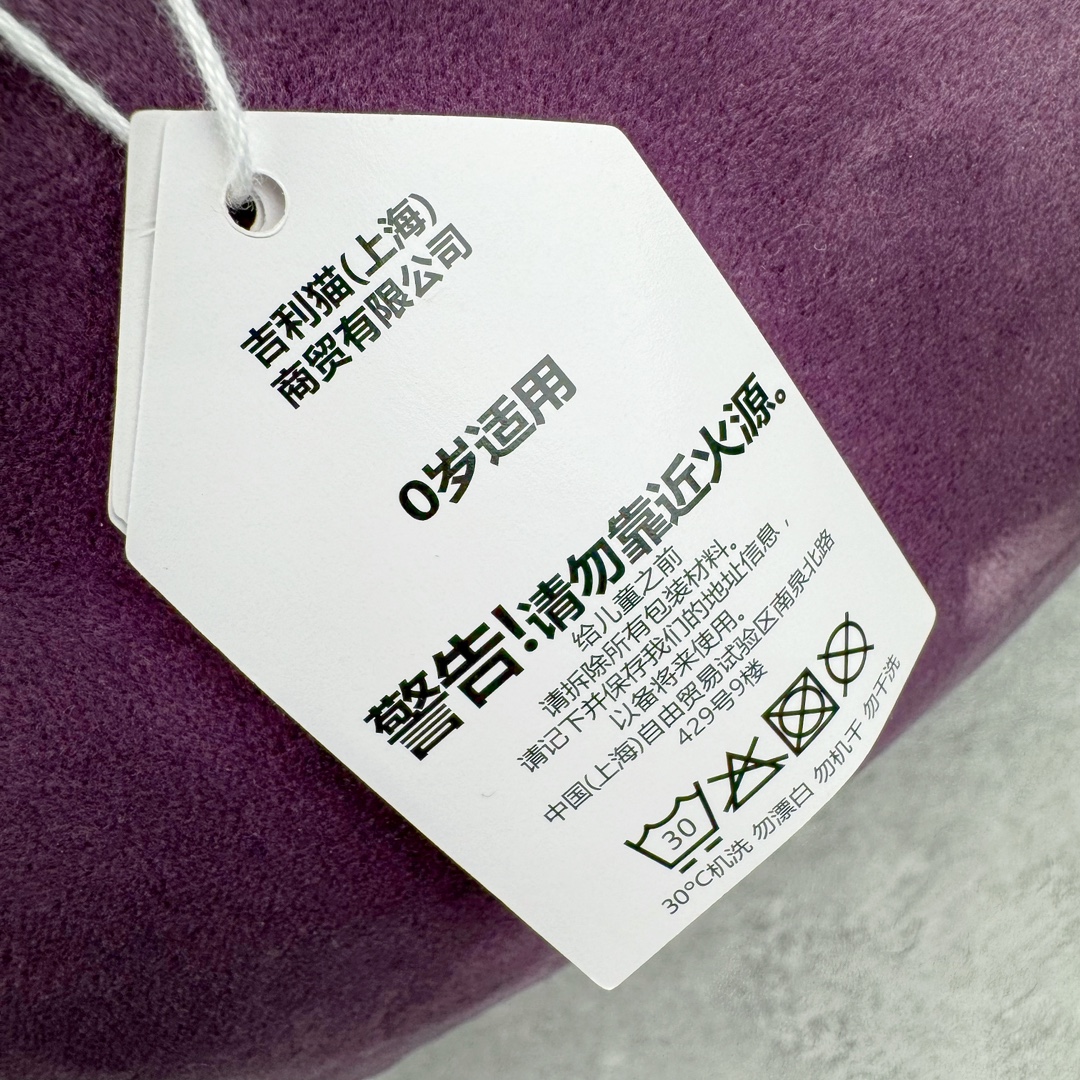 吉利猫(上海)
商贸有限公司
0岁适用
警告!请勿靠近火源。
给儿童之前
请拆除所有包装材料。
请记下并保存我们的地址信息，
以备将来使用。
中国(上海)自由贸易试验区南泉北路
429号9楼
30
30°C机洗 勿漂白 勿机干 勿干洗